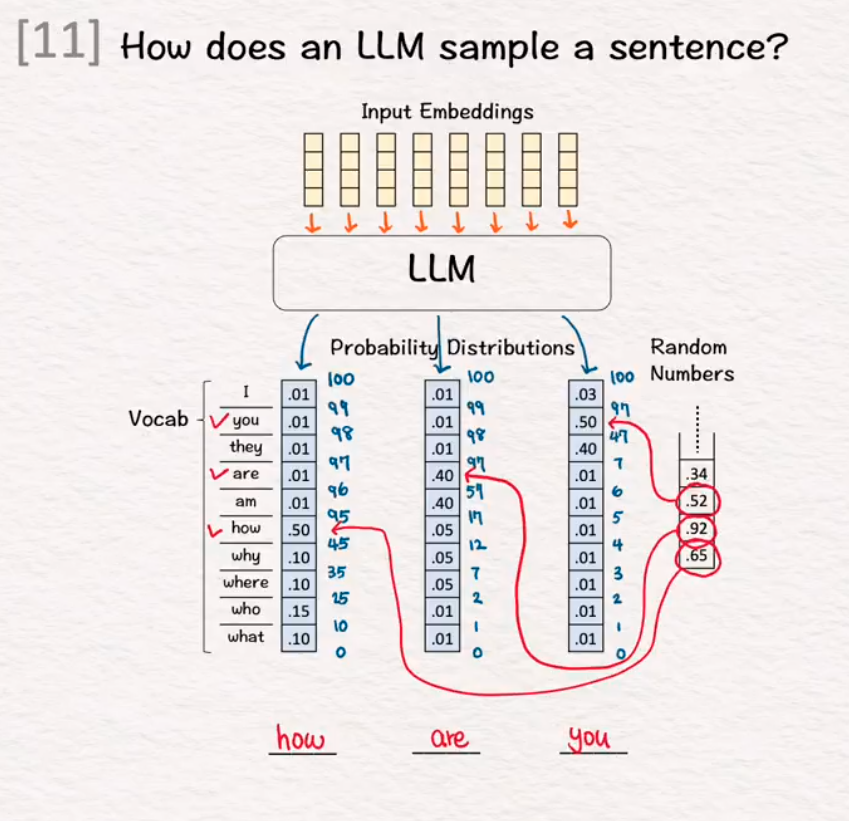 [11] How does an LLM sample a sentence?
Input Embeddings
LLM
Probability Distributions
Random
Numbers
Vocab
100 100 100
I .01 .01 .03
99 99 97
you .01 .01 .50
98 98 47
they .01 .01 .40
97 97 7
are .01 .40 .01 .34
96 57 6
am .01 .40 .01 .52
95 17 5
how .50 .05 .01 .92
45 12 4
why .10 .05 .01 .65
35 7 3
where .10 .05 .01
25 2 2
who .15 .01 .01
10 1 1
what .10 .01 .01
0 0 0
how are you